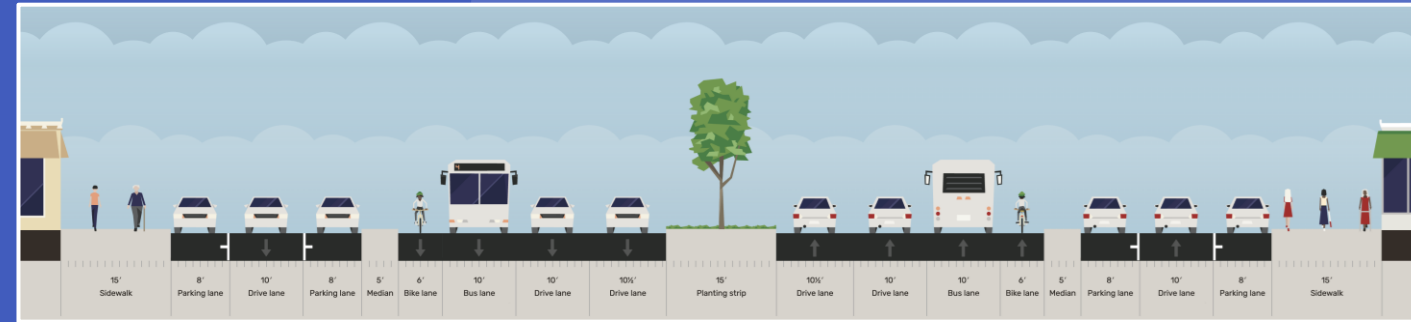 15′
Sidewalk
8′
Parking lane
10′
Drive lane
8′
Parking lane
5′
Median
6′
Bike lane
10′
Bus lane
10′
Drive lane
10½′
Drive lane
15′
Planting strip
10½′
Drive lane
10′
Drive lane
10′
Bus lane
6′
Bike lane
5′
Median
8′
Parking lane
10′
Drive lane
8′
Parking lane
15′
Sidewalk